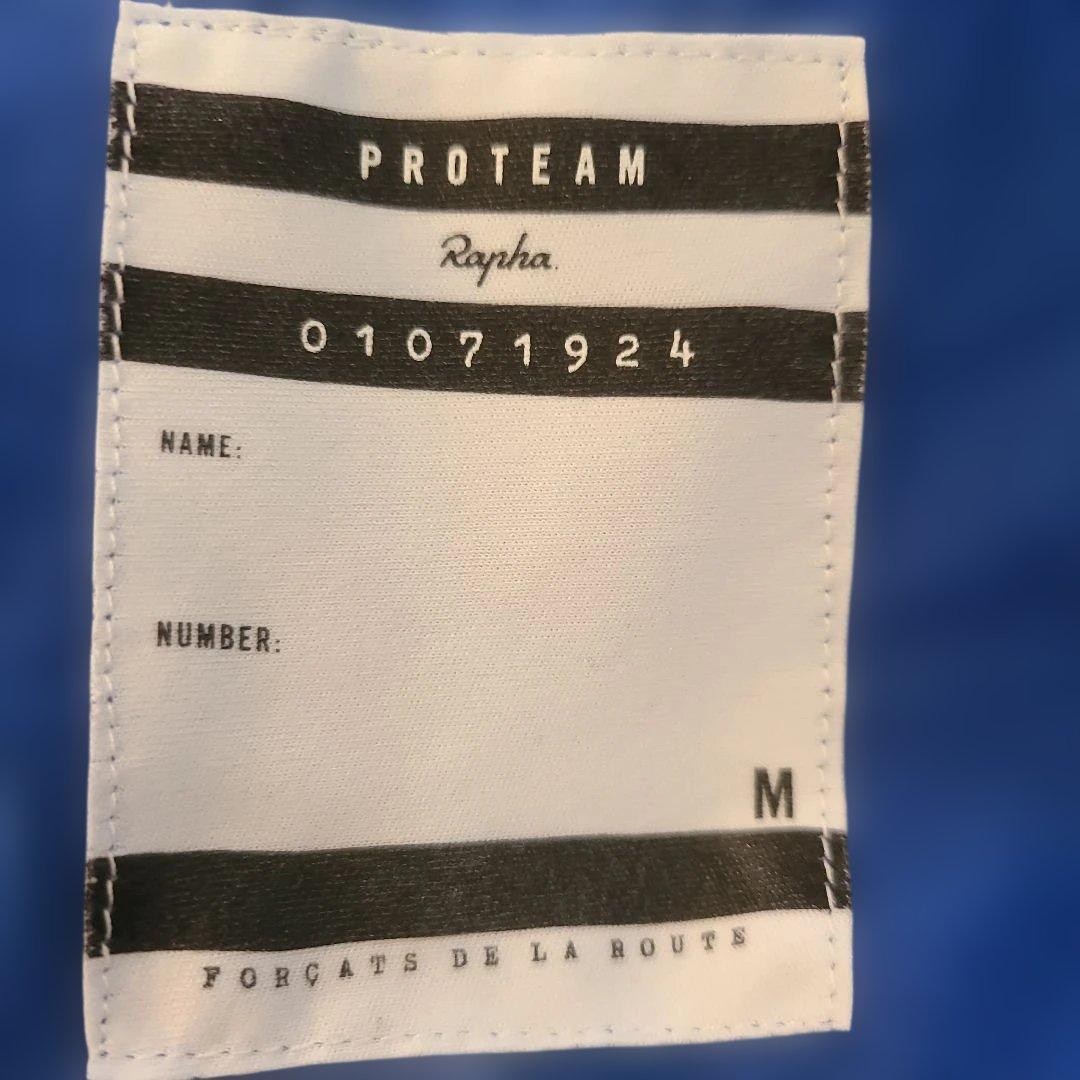 PROTEAM
Rapha.
01071924
NAME:
NUMBER:
M
FORÇATS DE LA ROUTE